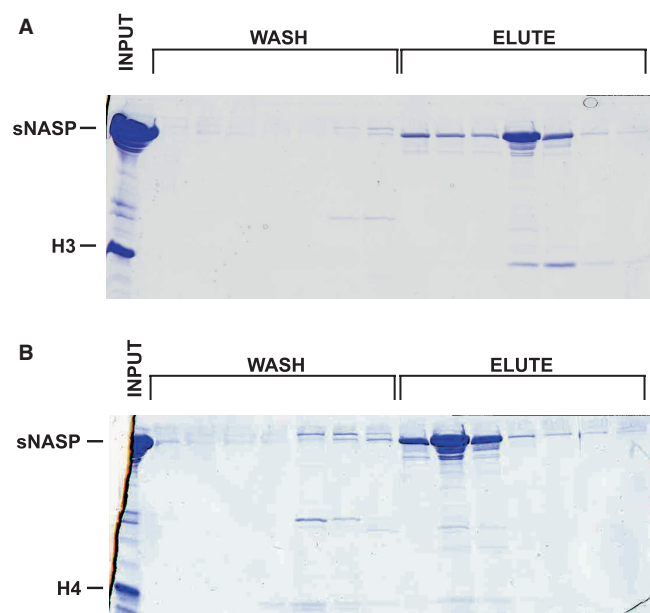 A
INPUT
WASH
ELUTE
sNASP
H3
B
INPUT
WASH
ELUTE
sNASP
H4